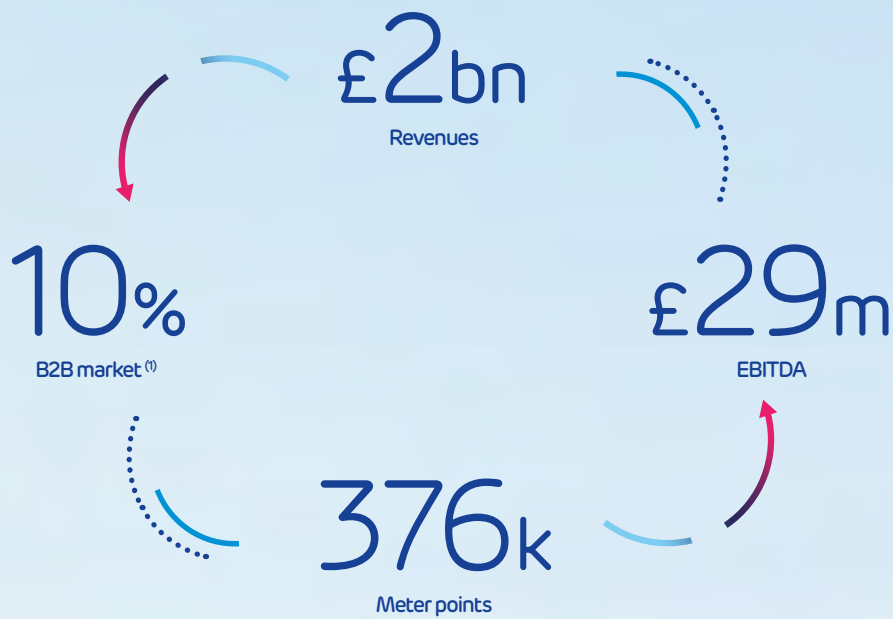 £2bn
Revenues
10%
B2B market (1)
£29m
EBITDA
376k
Meter points